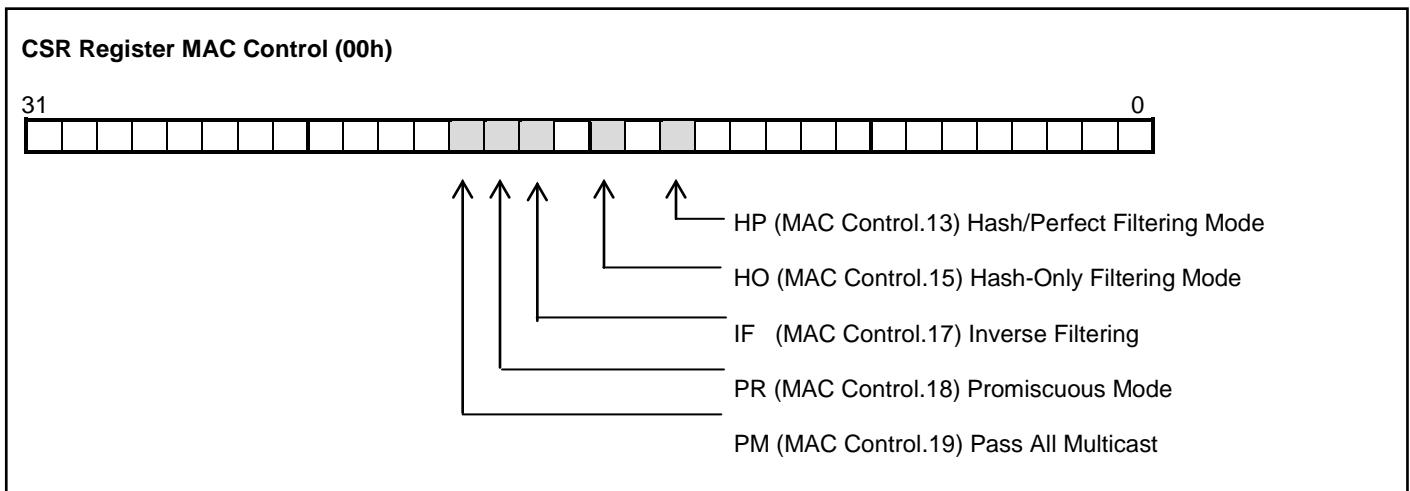 CSR Register MAC Control (00h)
31 0
HP (MAC Control.13) Hash/Perfect Filtering Mode
HO (MAC Control.15) Hash-Only Filtering Mode
IF (MAC Control.17) Inverse Filtering
PR (MAC Control.18) Promiscuous Mode
PM (MAC Control.19) Pass All Multicast